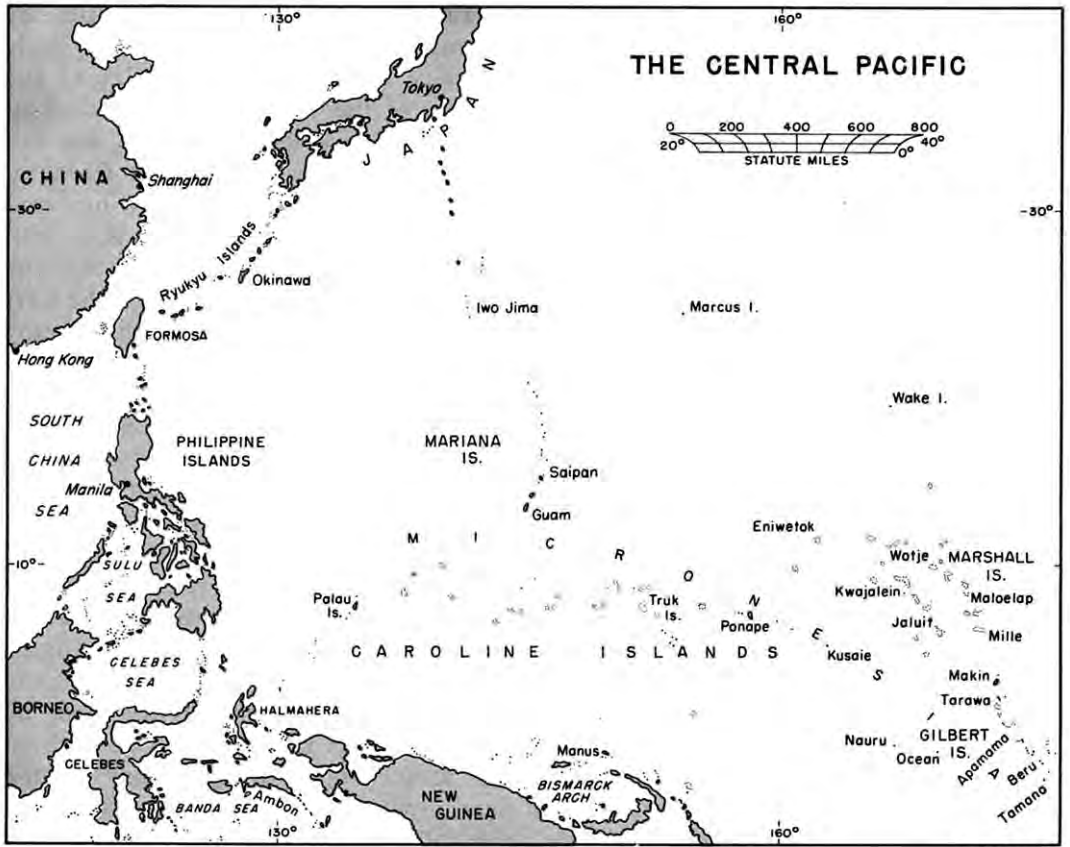 130°
160°
THE CENTRAL PACIFIC
0 200 400 600 800
20° 40°
0°
STATUTE MILES
Tokyo
JAPAN
CHINA
Shanghai
-30°
-30°
Ryukyu Islands
Okinawa
Iwo Jima
Marcus I.
FORMOSA
Hong Kong
Wake I.
SOUTH
CHINA
SEA
PHILIPPINE
ISLANDS
MARIANA
IS.
Saipan
Manila
Guam
Eniwetok
MICRONESIA
-10°
Wotje
MARSHALL
IS.
SULU
SEA
Kwajalein
Maloelap
Palau
Is.
Truk
Is.
Ponape
Jaluit
Mille
CAROLINE ISLANDS
Kusaie
CELEBES
SEA
Makin
Tarawa
BORNEO
HALMAHERA
Nauru
GILBERT
IS.
Ocean
Apamama
Beru
Tamana
Manus
CELEBES
BISMARCK
ARCH
NEW
GUINEA
BANDA SEA
Ambon
130°
160°